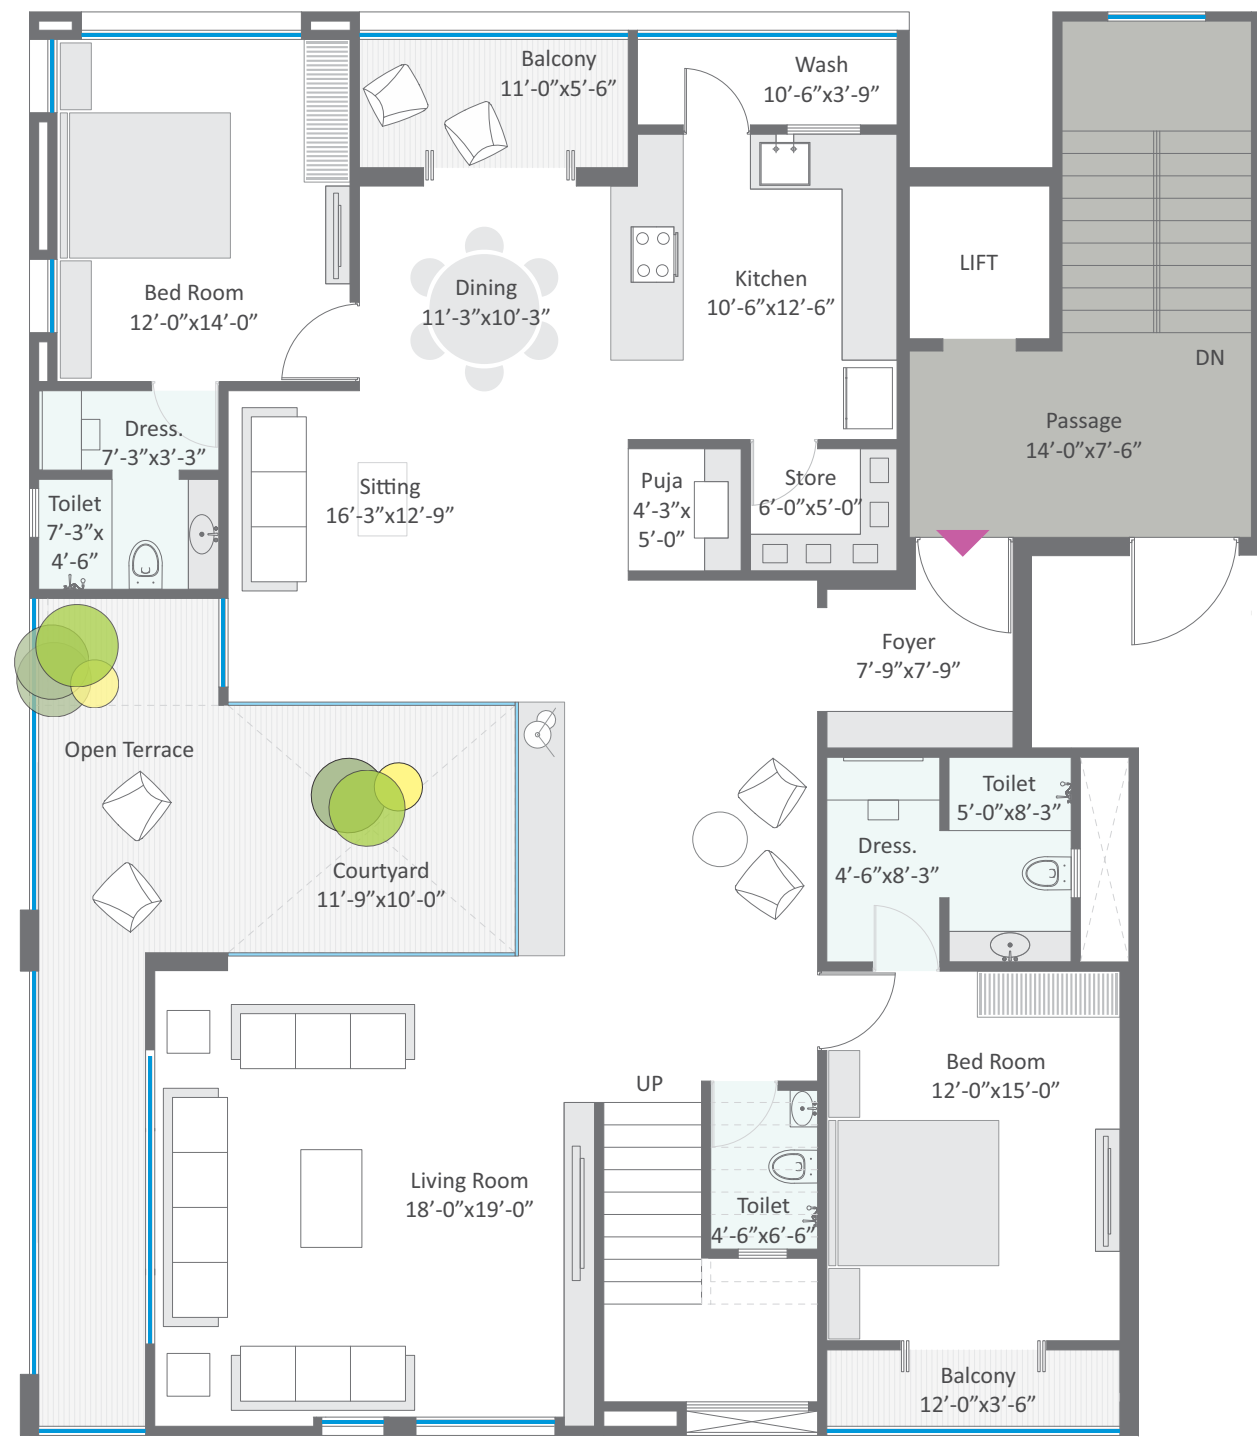 Balcony
11’-0”x5’-6”
Wash
10’-6”x3’-9”
Bed Room
12’-0”x14’-0”
Dining
11’-3”x10’-3”
Kitchen
10’-6”x12’-6”
LIFT
DN
Passage
14’-0”x7’-6”
Dress.
7’-3”x3’-3”
Toilet
7’-3”x
4’-6”
Sitting
16’-3”x12’-9”
Puja
4’-3”x
5’-0”
Store
6’-0”x5’-0”
Foyer
7’-9”x7’-9”
Open Terrace
Courtyard
11’-9”x10’-0”
Toilet
5’-0”x8’-3”
Dress.
4’-6”x8’-3”
Bed Room
12’-0”x15’-0”
UP
Living Room
18’-0”x19’-0”
Toilet
4’-6”x6’-6”
Balcony
12’-0”x3’-6”